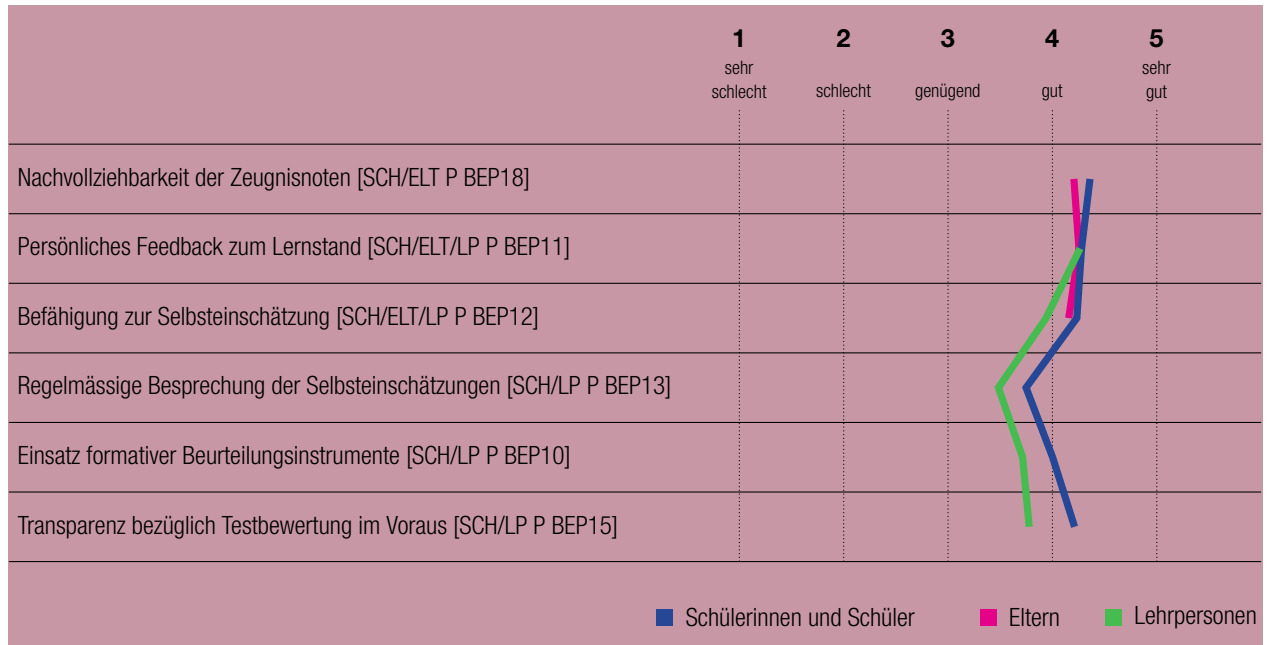 1 2 3 4 5
sehr schlecht schlecht genügend gut sehr gut
Nachvollziehbarkeit der Zeugnisnoten [SCH/ELT P BEP18]
Persönliches Feedback zum Lernstand [SCH/ELT/LP P BEP11]
Befähigung zur Selbsteinschätzung [SCH/ELT/LP P BEP12]
Regelmässige Besprechung der Selbsteinschätzungen [SCH/LP P BEP13]
Einsatz formativer Beurteilungsinstrumente [SCH/LP P BEP10]
Transparenz bezüglich Testbewertung im Voraus [SCH/LP P BEP15]
Schülerinnen und Schüler Eltern Lehrpersonen